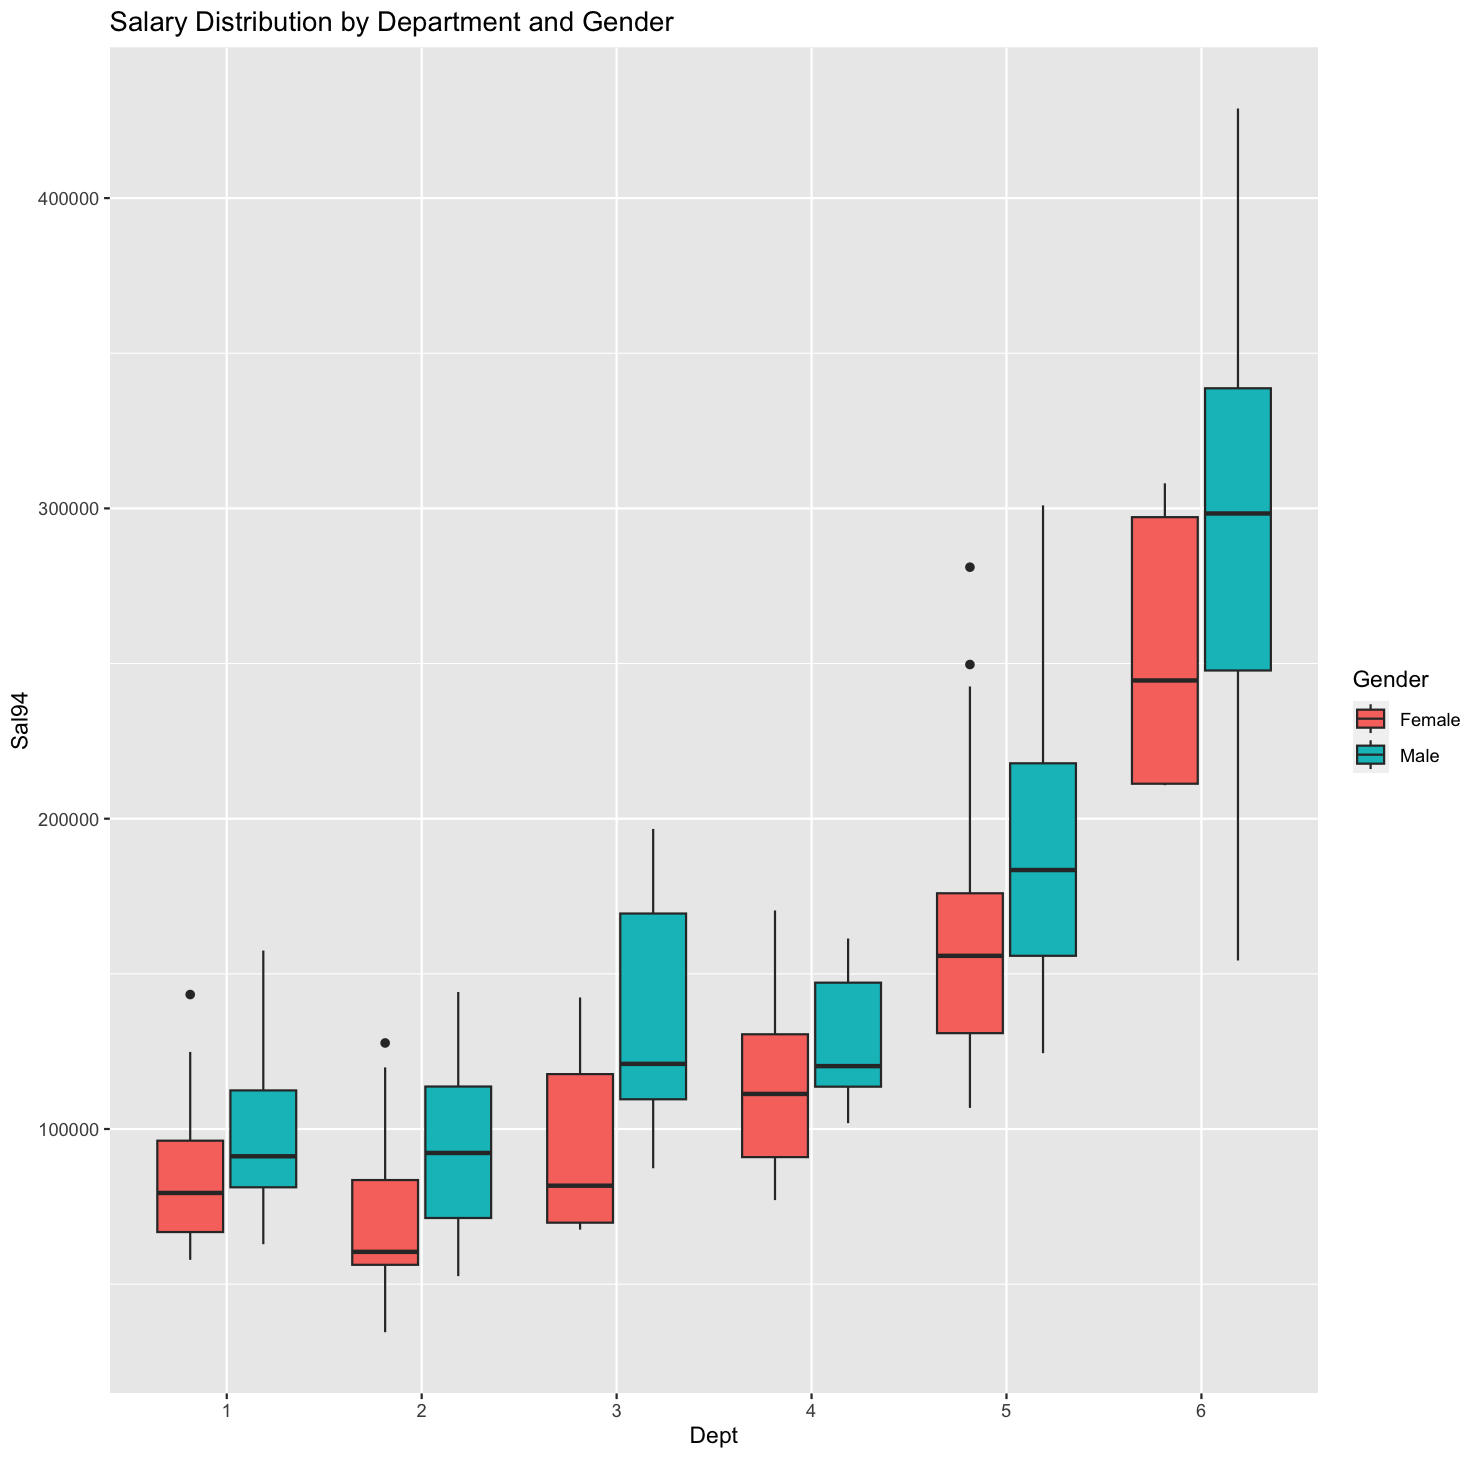 Salary Distribution by Department and Gender
400000
300000
200000
100000
Sal94
1 2 3 4 5 6
Dept
Gender
Female
Male